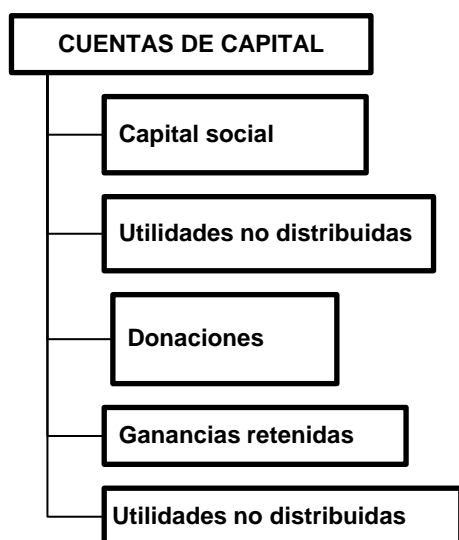 CUENTAS DE CAPITAL
Capital social
Utilidades no distribuidas
Donaciones
Ganancias retenidas
Utilidades no distribuidas